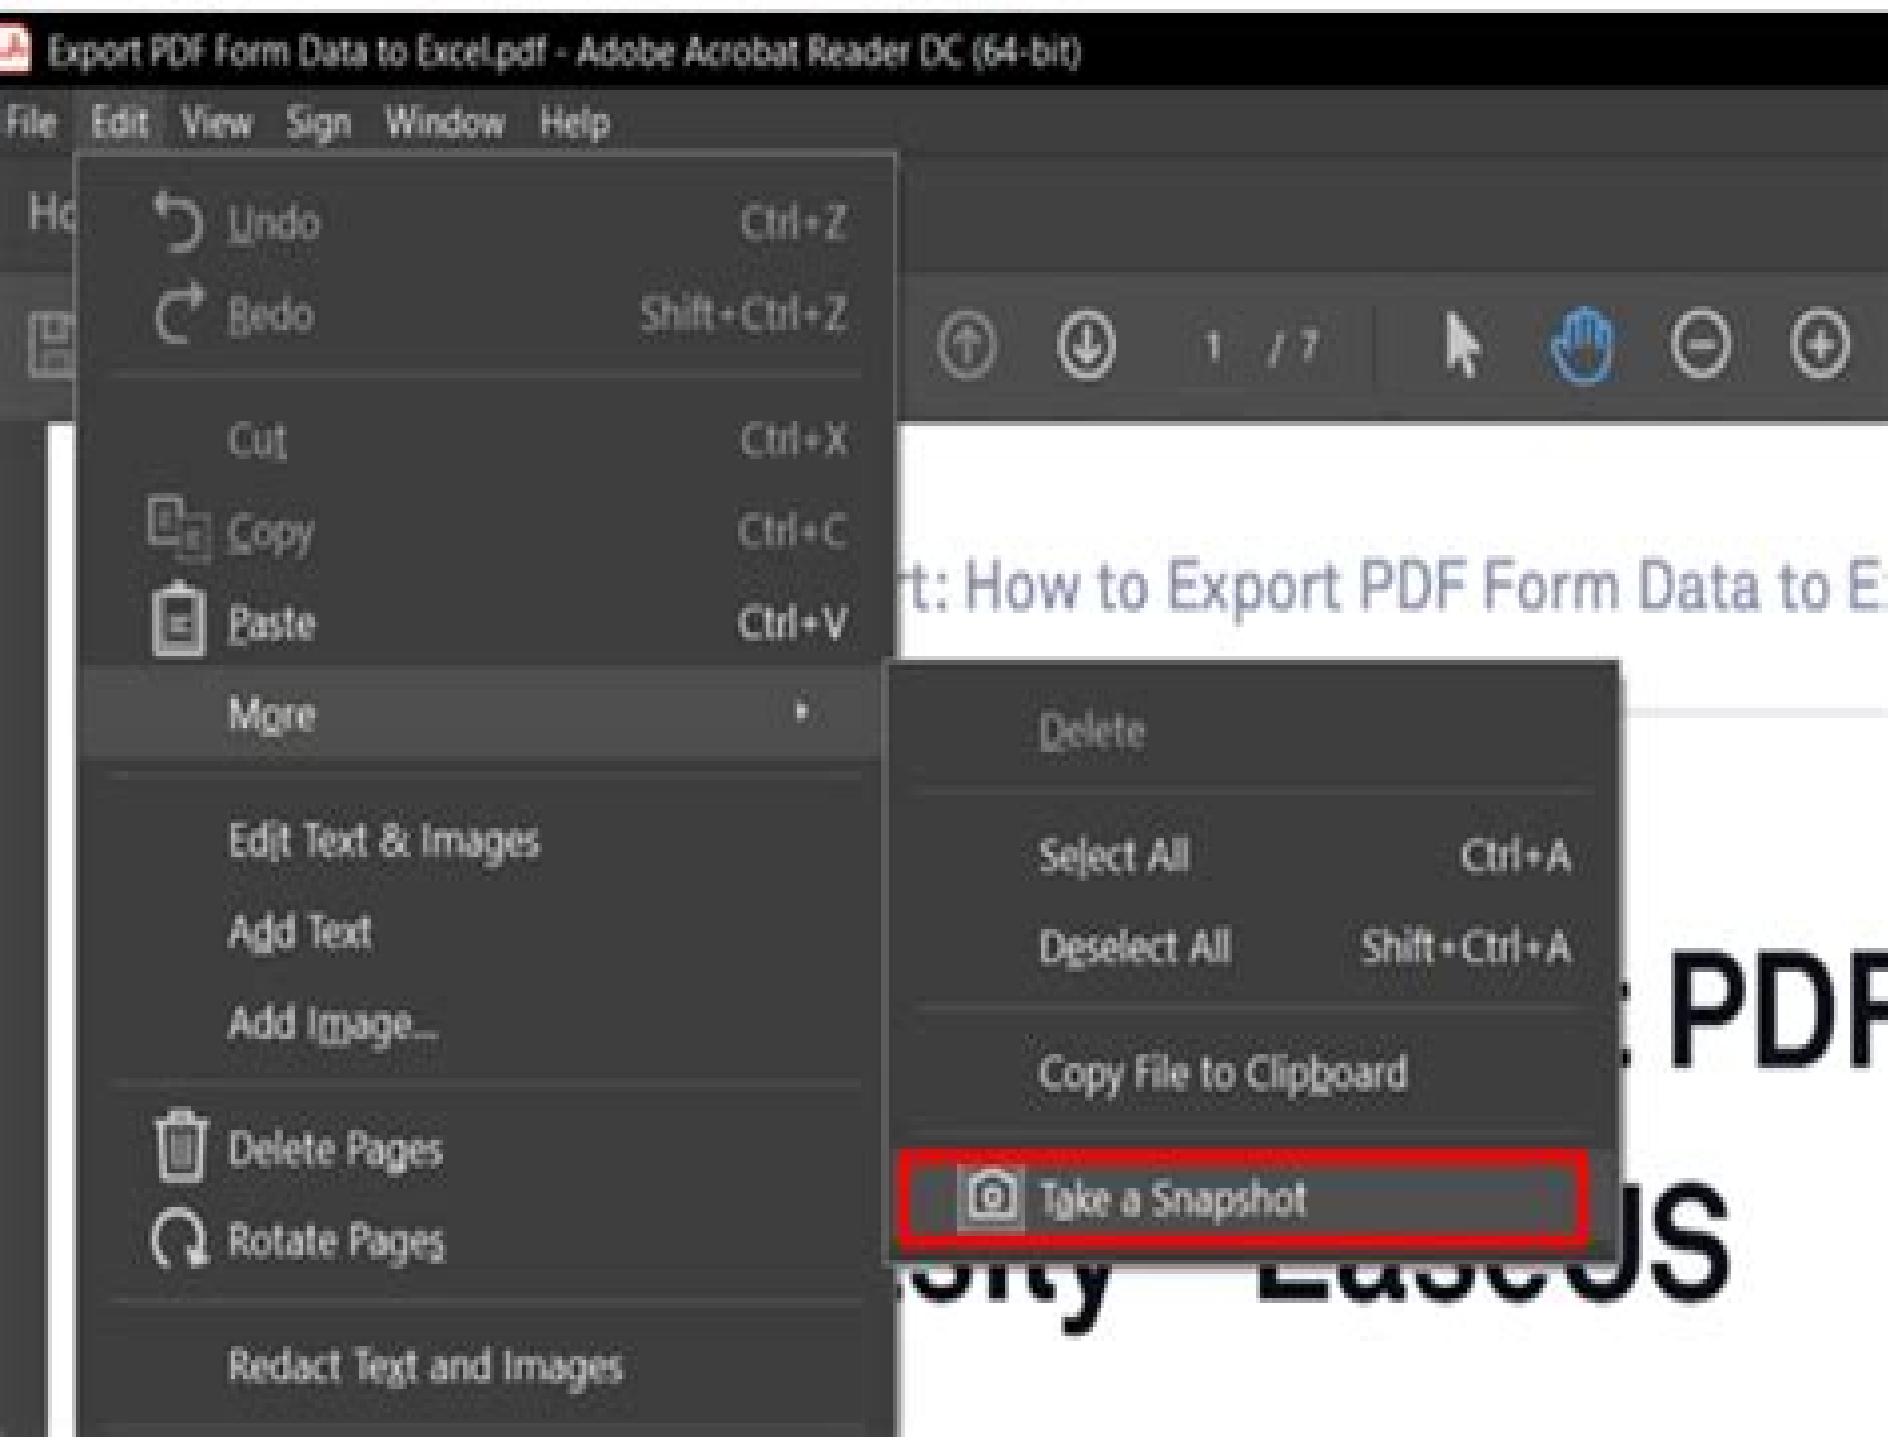 Export PDF Form Data to Excel.pdf - Adobe Acrobat Reader DC (64-bit)
File Edit View Sign Window Help
Undo Ctrl+Z
Redo Shift+Ctrl+Z
1 / 7
Cut Ctrl+X
Copy Ctrl+C
Paste Ctrl+V
More
t: How to Export PDF Form Data to E
Delete
Select All Ctrl+A
Deselect All Shift+Ctrl+A
Copy File to Clipboard
Take a Snapshot
Edit Text & Images
Add Text
Add Image...
Delete Pages
Rotate Pages
Redact Text and Images
PDF
EaseUS